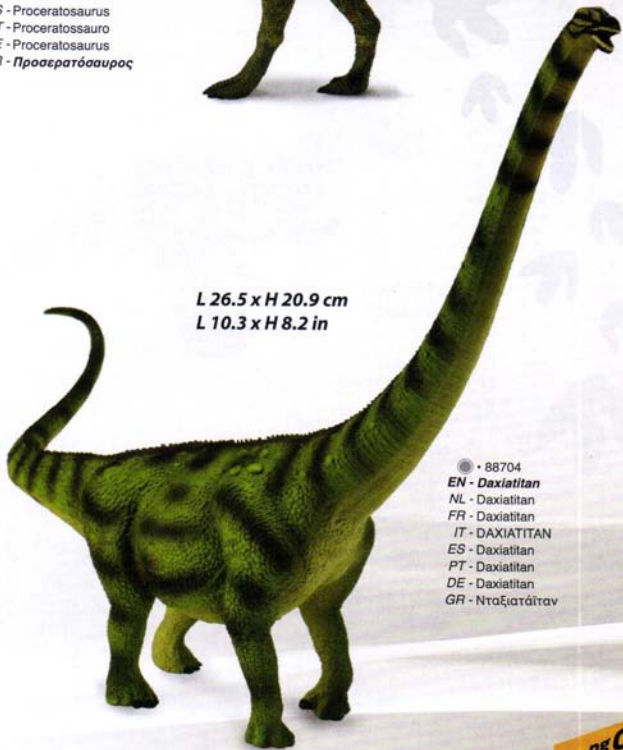 S - Proceratosaurus
T - Proceratossauro
E - Proceratosaurus
R - Προσερατόσαυρος
L 26.5 x H 20.9 cm
L 10.3 x H 8.2 in
• 88704
EN - Daxiatitan
NL - Daxiatitan
FR - Daxiatitan
IT - DAXIATITAN
ES - Daxiatitan
PT - Daxiatitan
DE - Daxiatitan
GR - Νταξιατάϊταν